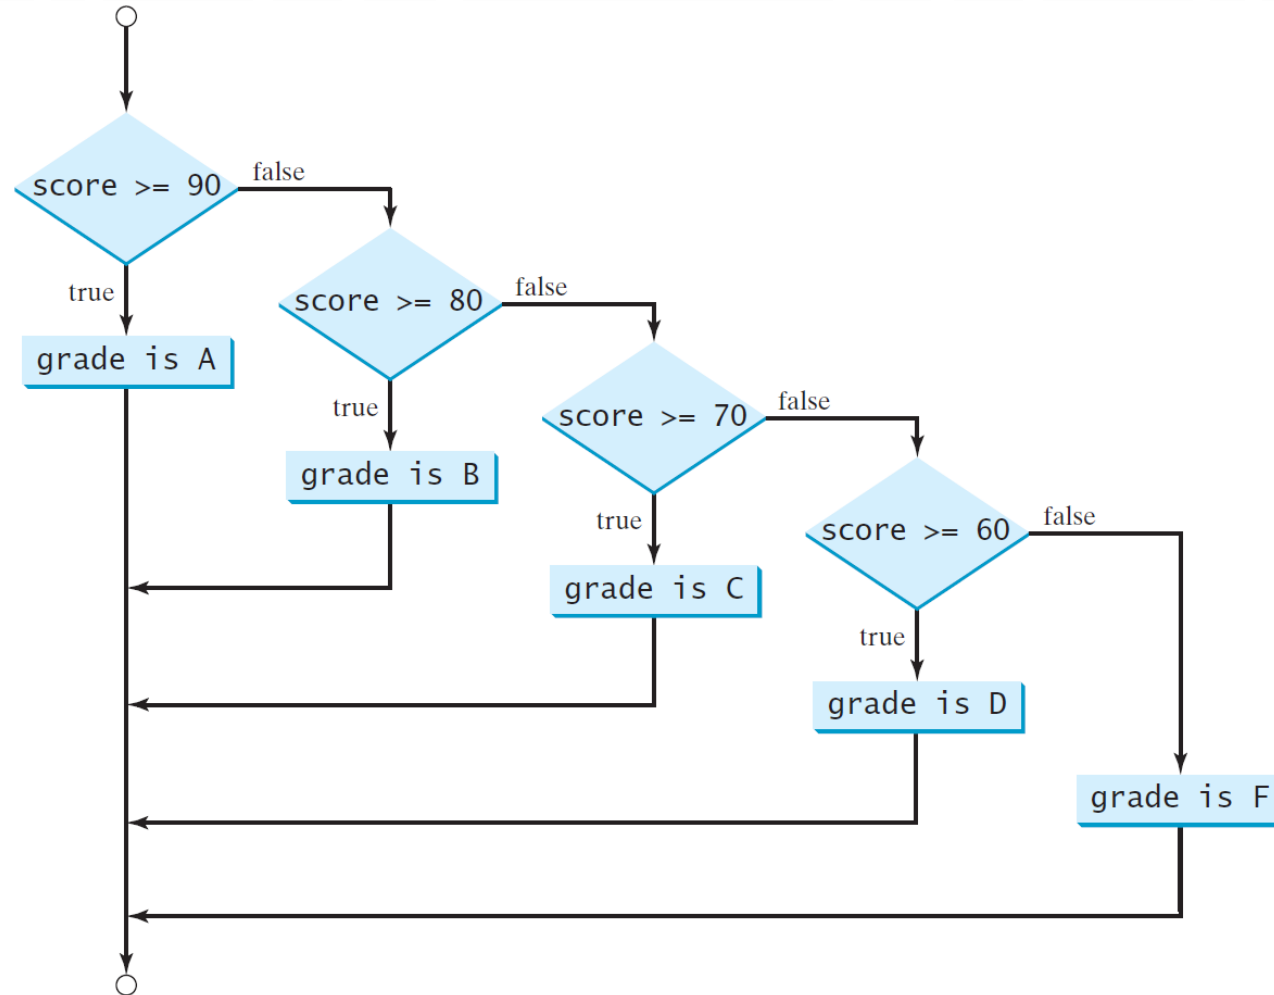 score >= 90
false
true
grade is A
score >= 80
false
true
grade is B
score >= 70
false
true
grade is C
score >= 60
false
true
grade is D
grade is F